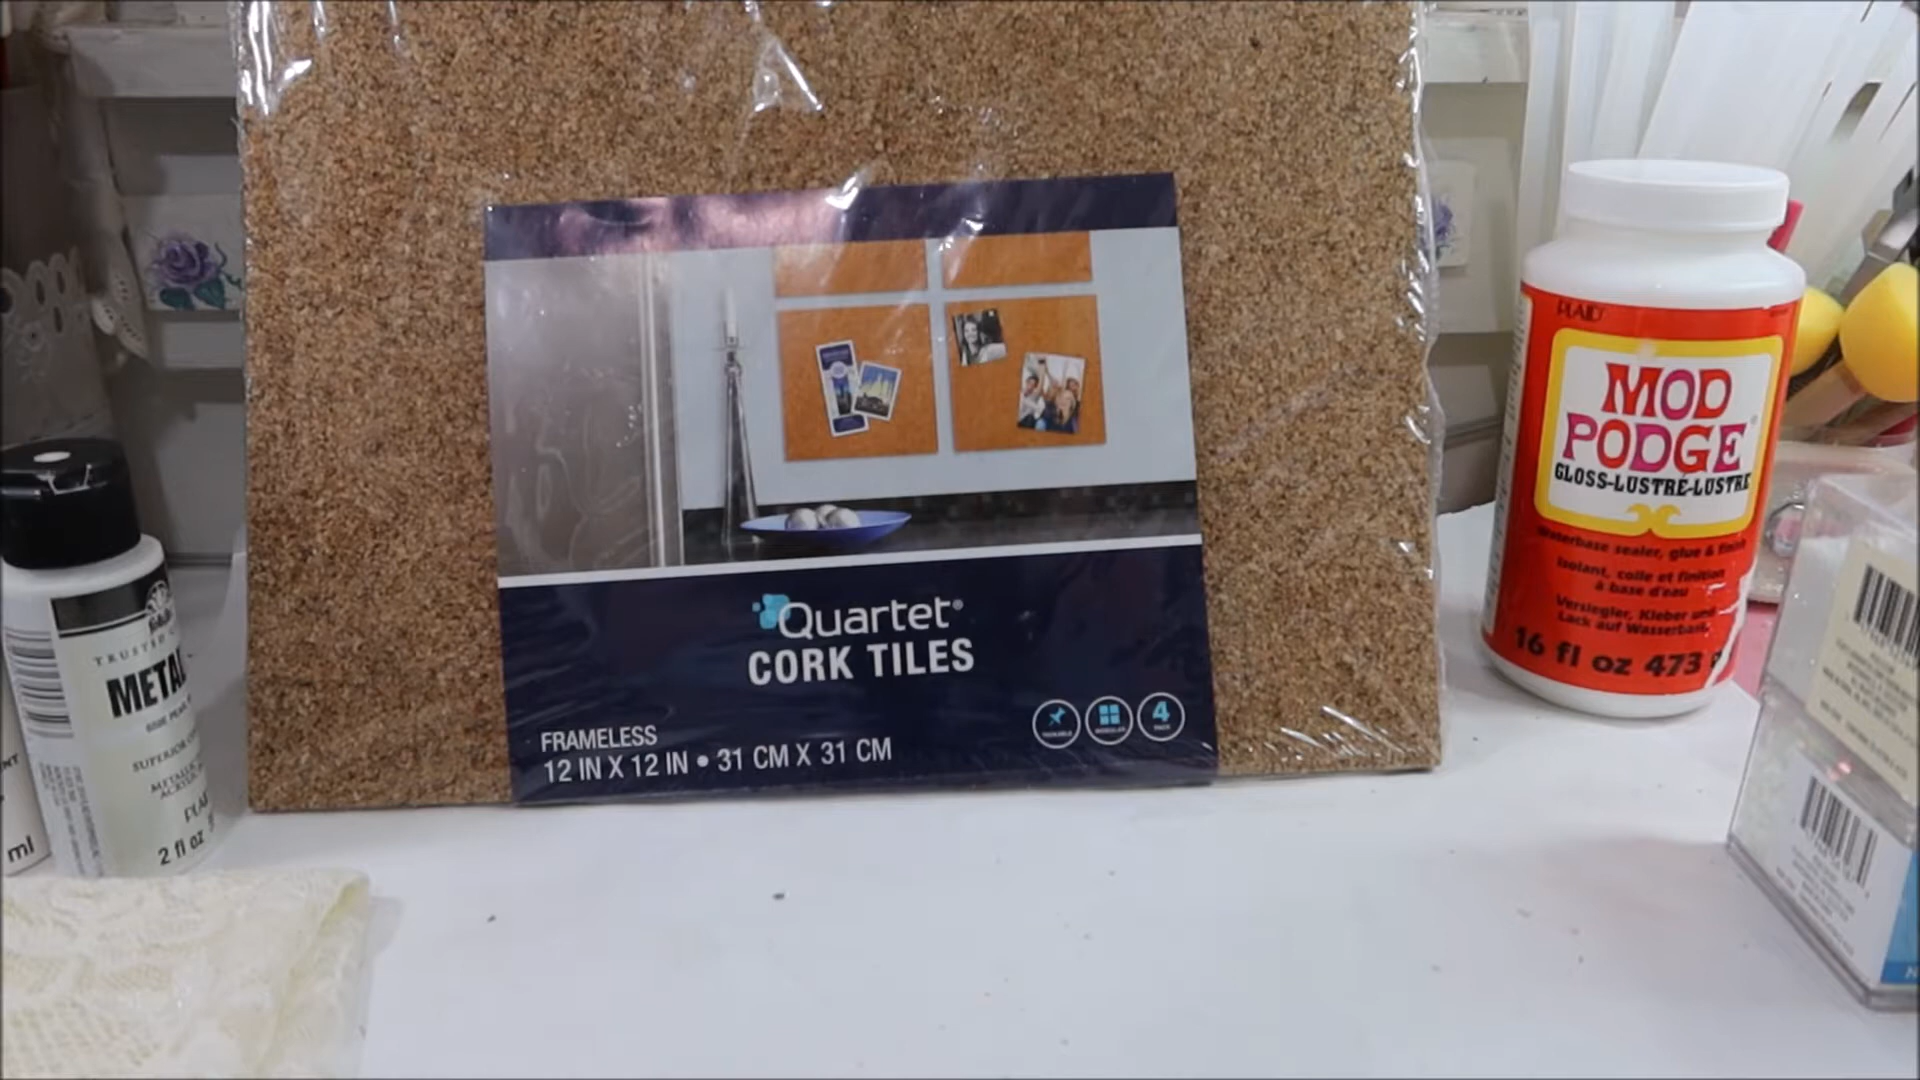 Quartet®
CORK TILES
FRAMELESS
12 IN X 12 IN • 31 CM X 31 CM
4
PLAID
MOD
PODGE
GLOSS-LUSTRE-LUSTRE
Waterbase sealer, glue & finish
Isolant, colle et finition
à base d'eau
Versiegler, Kleber und
Lack auf Wasserbasis
16 fl oz 473
METAL
SUPERIOR
2 fl oz
ml